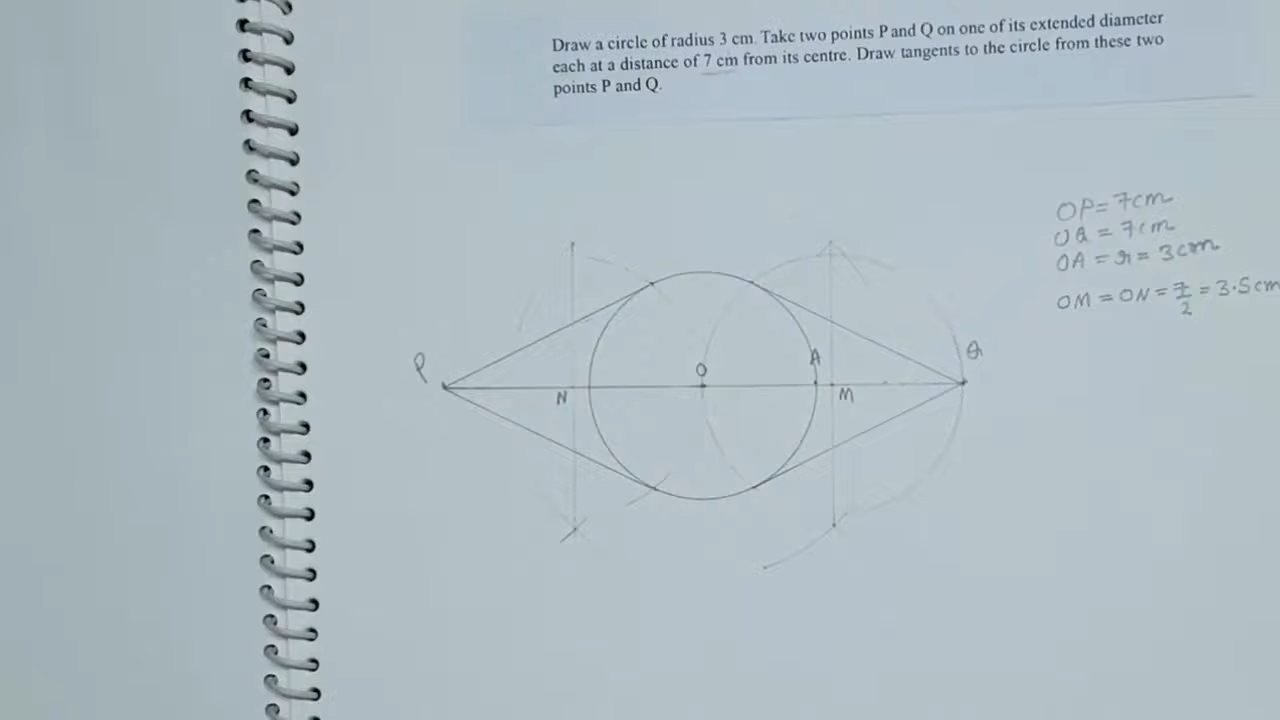 Draw a circle of radius 3 cm. Take two points P and Q on one of its extended diameter
each at a distance of 7 cm from its centre. Draw tangents to the circle from these two
points P and Q.
OP = 7cm
OQ = 7cm
OA = r = 3cm
OM = ON = 7/2 = 3.5cm
P
N
O
A
M
Q